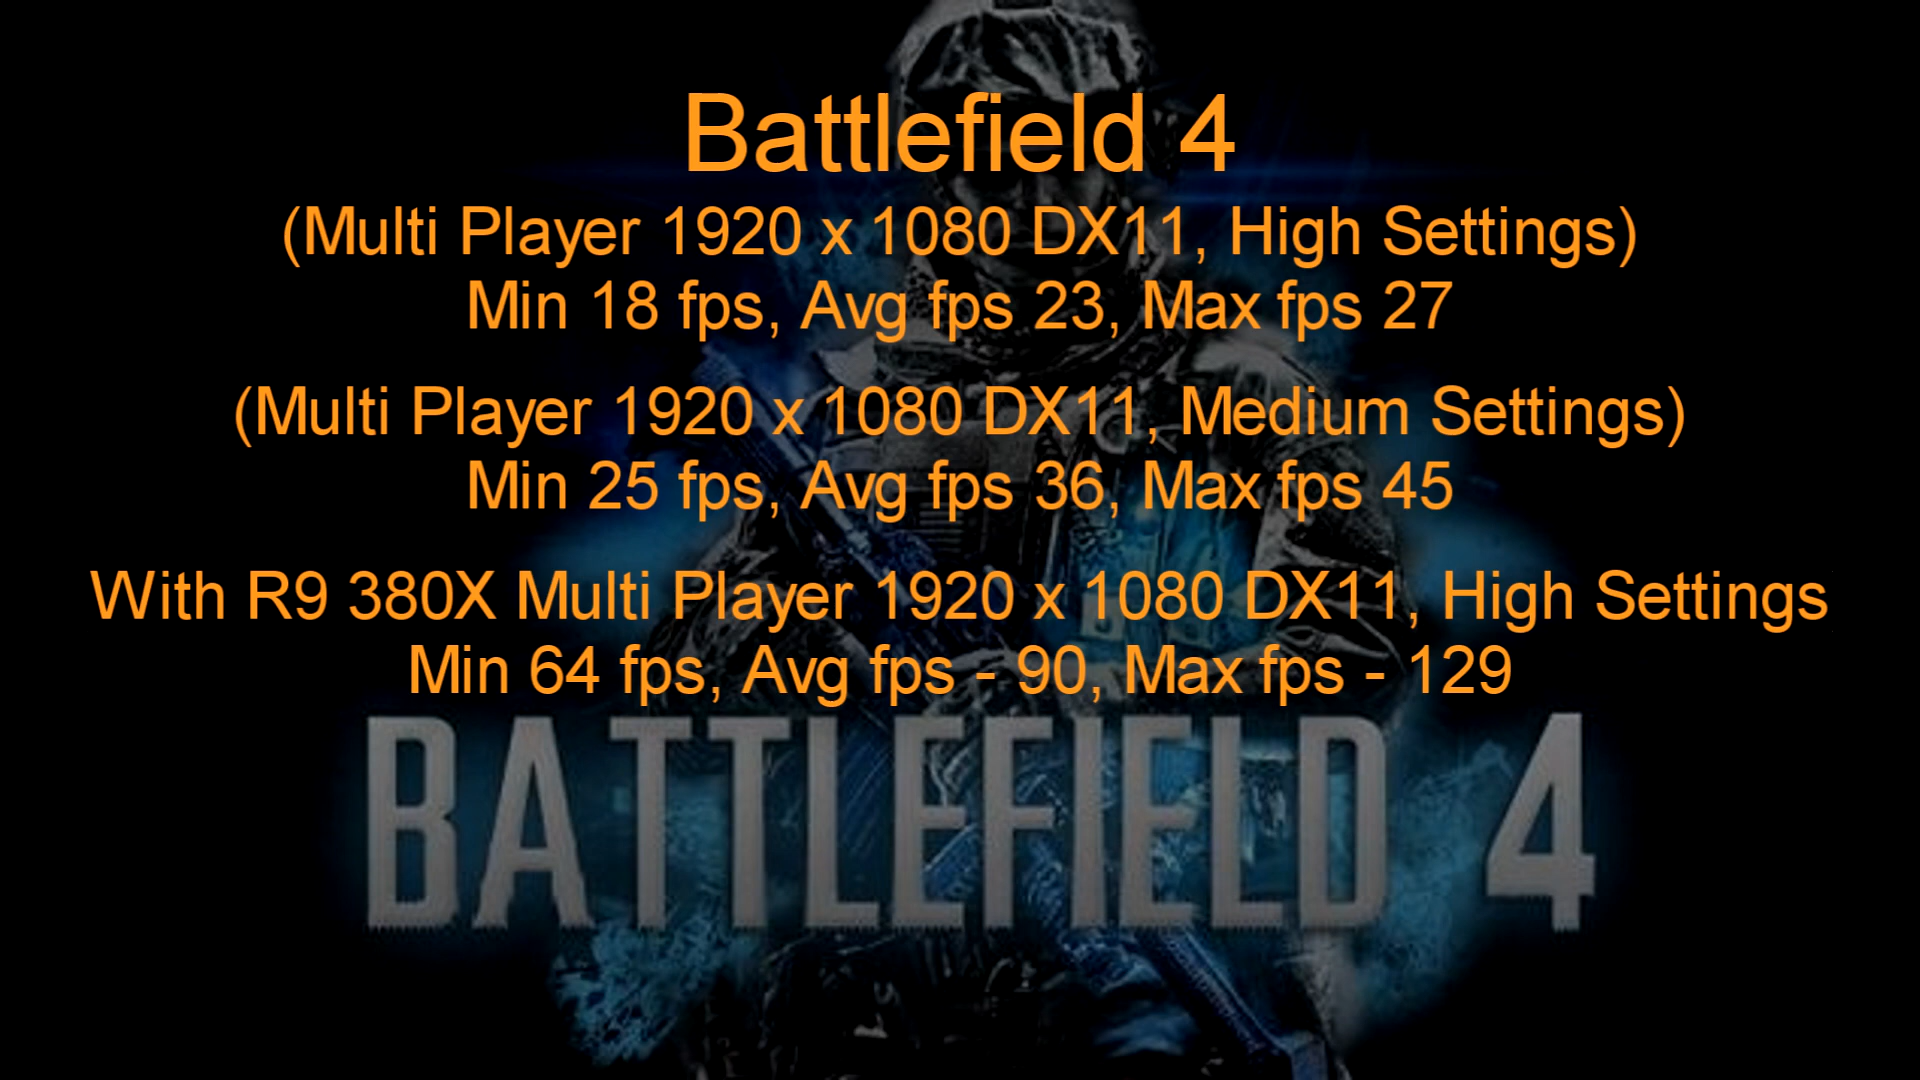 Battlefield 4
(Multi Player 1920 x 1080 DX11, High Settings)
Min 18 fps, Avg fps 23, Max fps 27
(Multi Player 1920 x 1080 DX11, Medium Settings)
Min 25 fps, Avg fps 36, Max fps 45
With R9 380X Multi Player 1920 x 1080 DX11, High Settings
Min 64 fps, Avg fps - 90, Max fps - 129
BATTLEFIELD 4